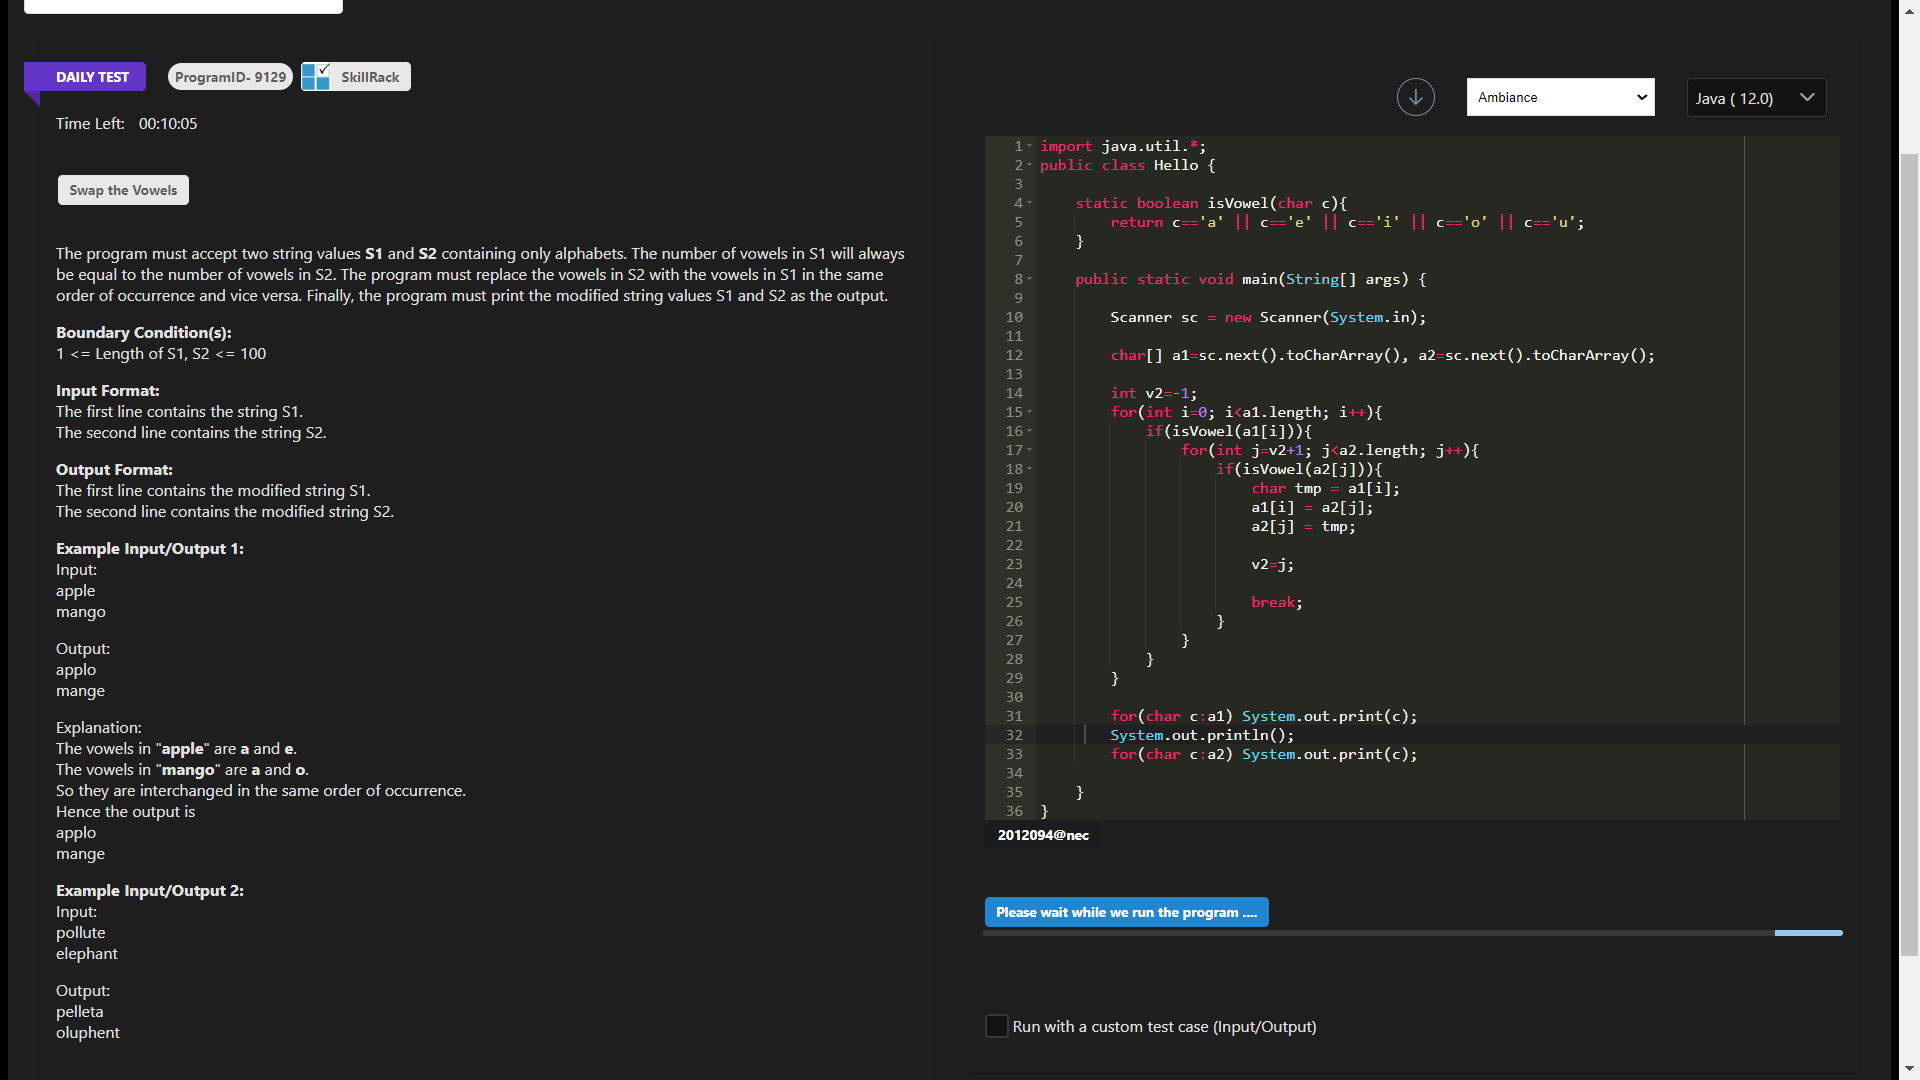 DAILY TEST
ProgramID- 9129
SkillRack
Time Left: 00:10:05
Swap the Vowels
The program must accept two string values S1 and S2 containing only alphabets. The number of vowels in S1 will always
be equal to the number of vowels in S2. The program must replace the vowels in S2 with the vowels in S1 in the same
order of occurrence and vice versa. Finally, the program must print the modified string values S1 and S2 as the output.
Boundary Condition(s):
1 <= Length of S1, S2 <= 100
Input Format:
The first line contains the string S1.
The second line contains the string S2.
Output Format:
The first line contains the modified string S1.
The second line contains the modified string S2.
Example Input/Output 1:
Input:
apple
mango
Output:
applo
mange
Explanation:
The vowels in "apple" are a and e.
The vowels in "mango" are a and o.
So they are interchanged in the same order of occurrence.
Hence the output is
applo
mange
Example Input/Output 2:
Input:
pollute
elephant
Output:
pelleta
oluphent
Ambiance
Java ( 12.0)
1 import java.util.*;
2 public class Hello {
3
4 static boolean isVowel(char c){
5 return c=='a' || c=='e' || c=='i' || c=='o' || c=='u';
6 }
7
8 public static void main(String[] args) {
9
10 Scanner sc = new Scanner(System.in);
11
12 char[] a1=sc.next().toCharArray(), a2=sc.next().toCharArray();
13
14 int v2=-1;
15 for(int i=0; i<a1.length; i++){
16 if(isVowel(a1[i])){
17 for(int j=v2+1; j<a2.length; j++){
18 if(isVowel(a2[j])){
19 char tmp = a1[i];
20 a1[i] = a2[j];
21 a2[j] = tmp;
22
23 v2=j;
24
25 break;
26 }
27 }
28 }
29 }
30
31 for(char c:a1) System.out.print(c);
32 System.out.println();
33 for(char c:a2) System.out.print(c);
34
35 }
36 }
2012094@nec
Please wait while we run the program ....
Run with a custom test case (Input/Output)